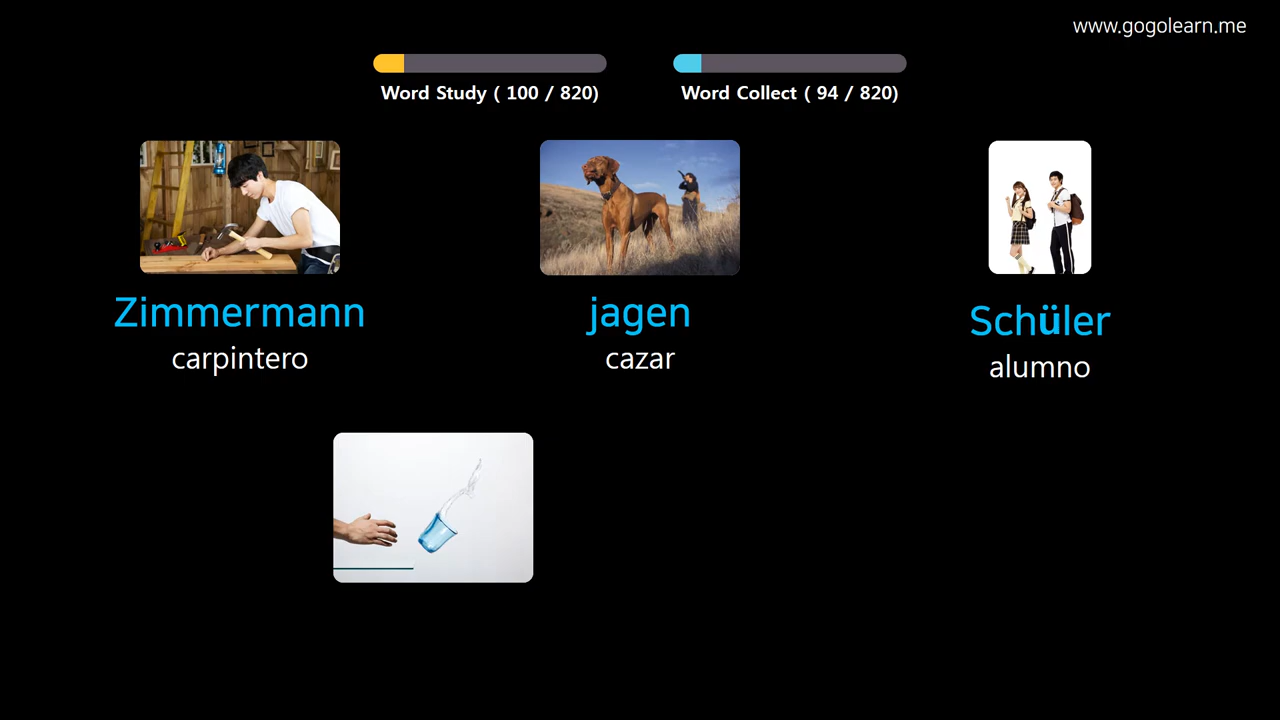 www.gogolearn.me
Word Study ( 100 / 820)
Word Collect ( 94 / 820)
Zimmermann
carpintero
jagen
cazar
Schüler
alumno